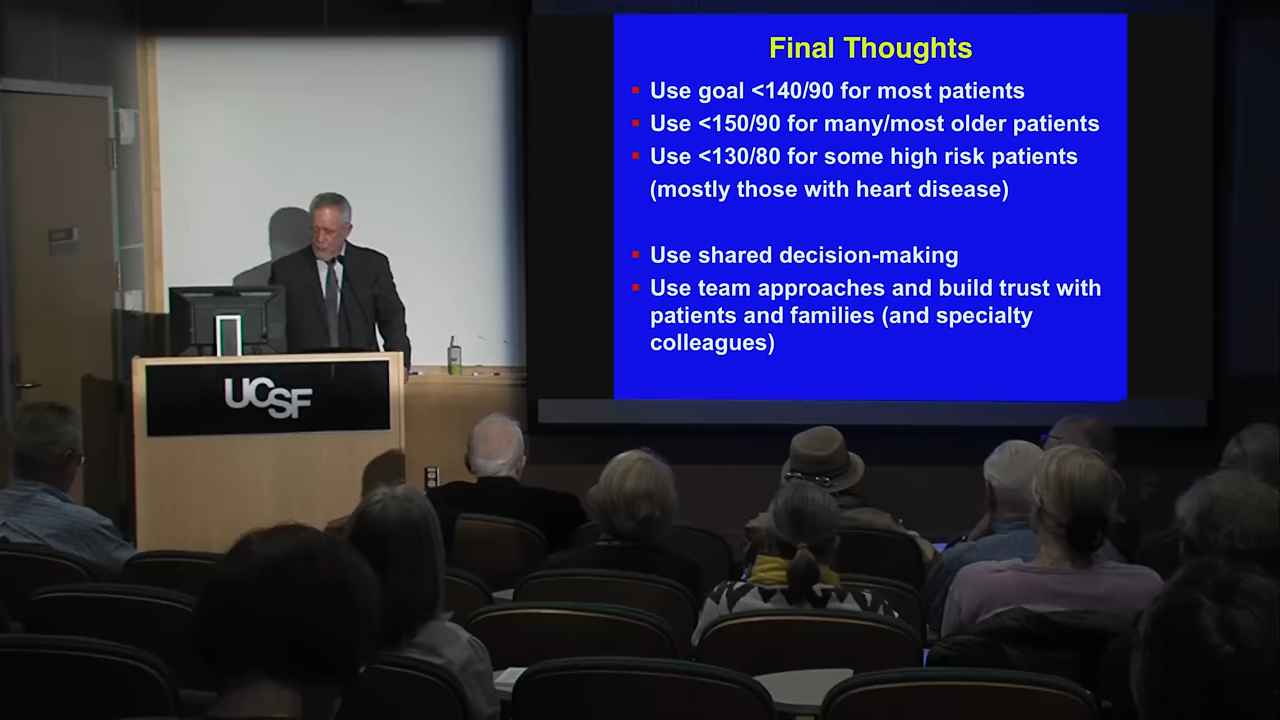 Final Thoughts
Use goal <140/90 for most patients
Use <150/90 for many/most older patients
Use <130/80 for some high risk patients
(mostly those with heart disease)
Use shared decision-making
Use team approaches and build trust with
patients and families (and specialty
colleagues)
UCSF